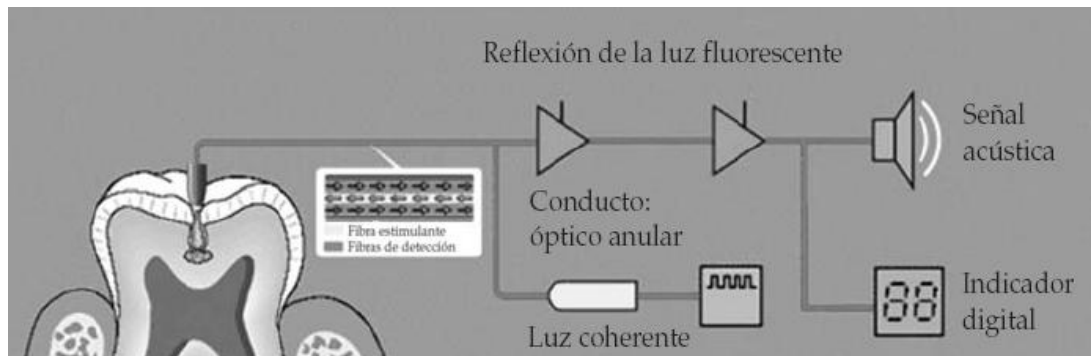 Reflexión de la luz fluorescente
Señal
acústica
Fibra estimulante
Fibras de detección
Conducto:
óptico anular
Luz coherente
88
Indicador
digital